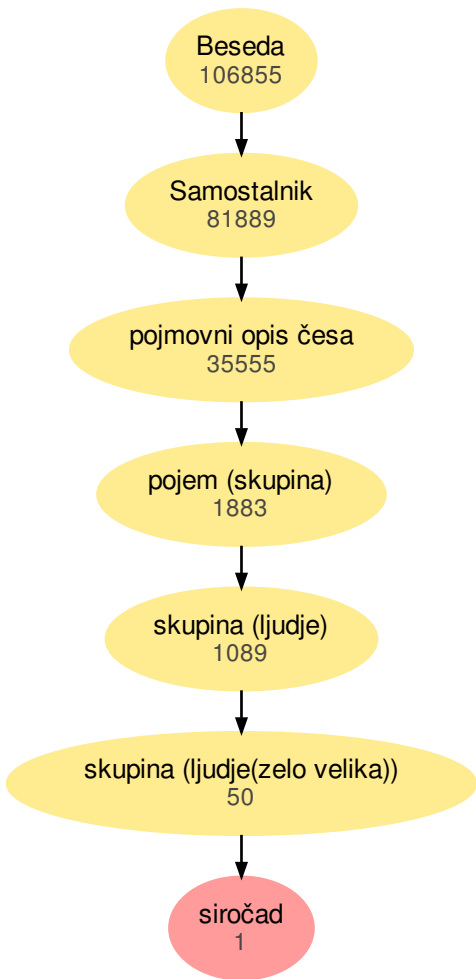 Beseda
106855
Samostalnik
81889
pojmovni opis česa
35555
pojem (skupina)
1883
skupina (ljudje)
1089
skupina (ljudje(zelo velika))
50
siročad
1